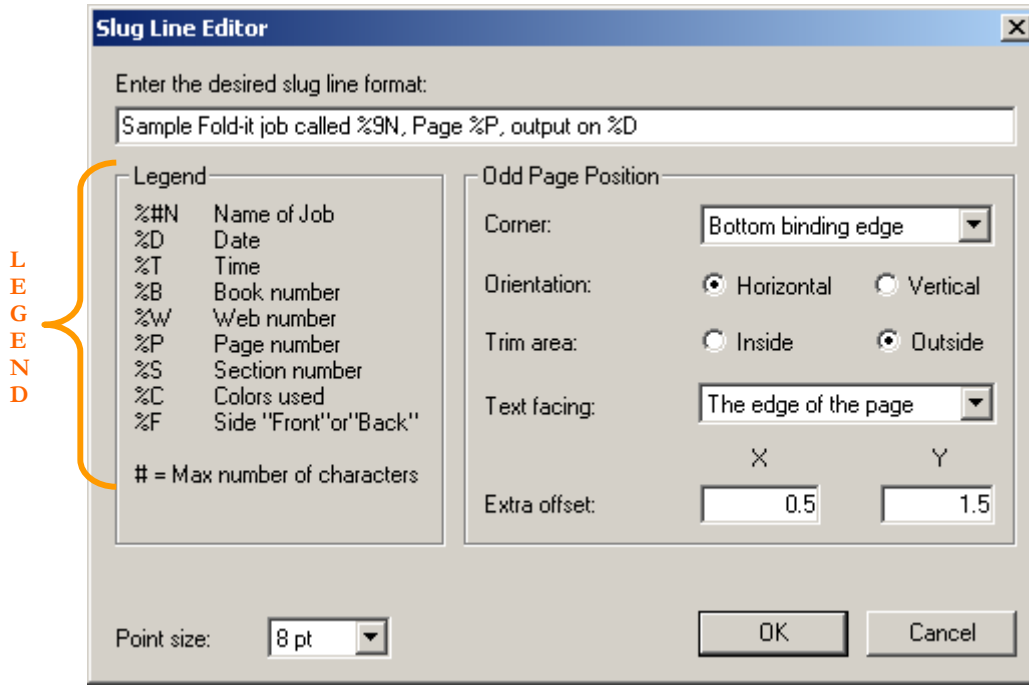 Slug Line Editor
Enter the desired slug line format:
Sample Fold-it job called %9N, Page %P, output on %D
LEGEND
Legend
%#N Name of Job
%D Date
%T Time
%B Book number
%W Web number
%P Page number
%S Section number
%C Colors used
%F Side "Front"or"Back"
# = Max number of characters
Odd Page Position
Corner: Bottom binding edge
Orientation: Horizontal Vertical
Trim area: Inside Outside
Text facing: The edge of the page
X Y
Extra offset: 0.5 1.5
Point size: 8 pt
OK Cancel